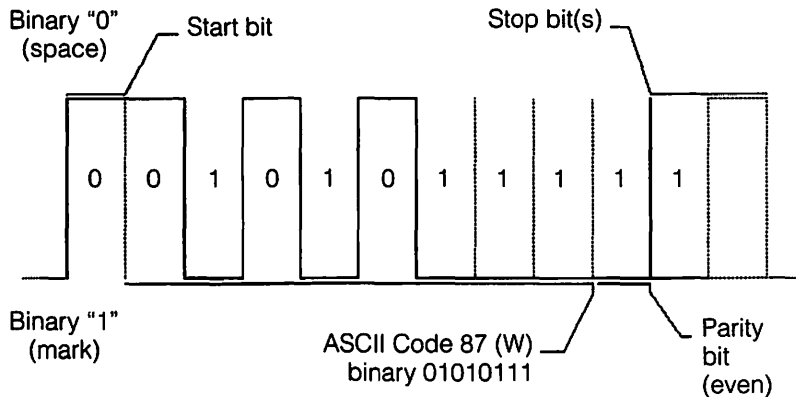 Binary “0”
(space)
Start bit
Stop bit(s)
0 0 1 0 1 0 1 1 1 1 1
Binary “1”
(mark)
ASCII Code 87 (W)
binary 01010111
Parity
bit
(even)